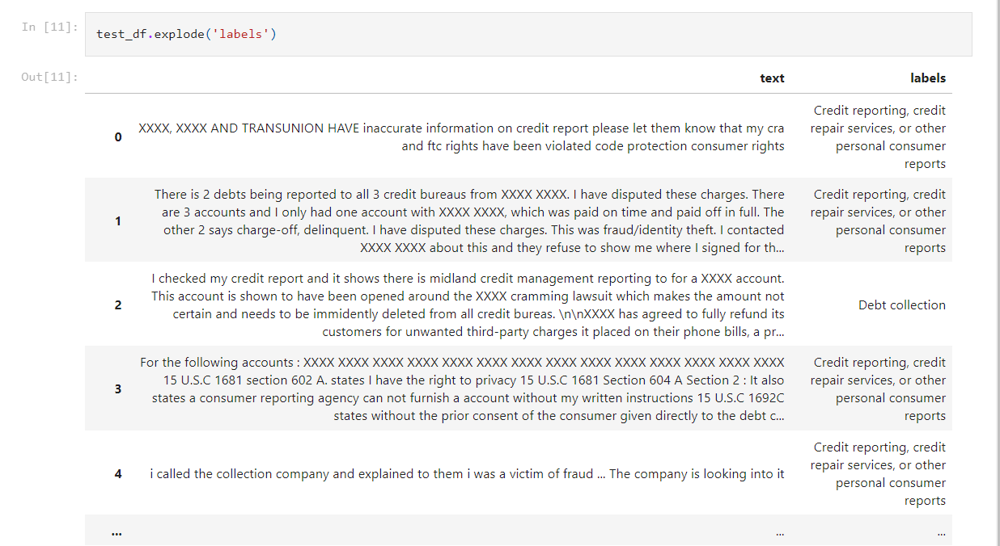 In [11]:
test_df.explode('labels')
Out[11]:
text labels
0 XXXX, XXXX AND TRANSUNION HAVE inaccurate information on credit report please let them know that my cra
and ftc rights have been violated code protection consumer rights
Credit reporting, credit
repair services, or other
personal consumer
reports
1 There is 2 debts being reported to all 3 credit bureaus from XXXX XXXX. I have disputed these charges. There
are 3 accounts and I only had one account with XXXX XXXX, which was paid on time and paid off in full. The
other 2 says charge-off, delinquent. I have disputed these charges. This was fraud/identity theft. I contacted
XXXX XXXX about this and they refuse to show me where I signed for th...
Credit reporting, credit
repair services, or other
personal consumer
reports
2 I checked my credit report and it shows there is midland credit management reporting to for a XXXX account.
This account is shown to have been opened around the XXXX cramming lawsuit which makes the amount not
certain and needs to be immidently deleted from all credit bureas. \n\nXXXX has agreed to fully refund its
customers for unwanted third-party charges it placed on their phone bills, a pr...
Debt collection
3 For the following accounts : XXXX XXXX XXXX XXXX XXXX XXXX XXXX XXXX XXXX XXXX XXXX XXXX XXXX XXXX
15 U.S.C 1681 section 602 A. states I have the right to privacy 15 U.S.C 1681 Section 604 A Section 2 : It also
states a consumer reporting agency can not furnish a account without my written instructions 15 U.S.C 1692C
states without the prior consent of the consumer given directly to the debt c...
Credit reporting, credit
repair services, or other
personal consumer
reports
4 i called the collection company and explained to them i was a victim of fraud ... The company is looking into it
Credit reporting, credit
repair services, or other
personal consumer
reports
... ... ...